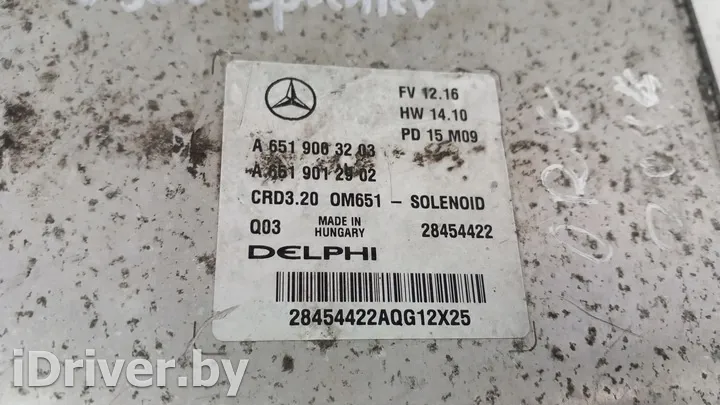 Sprinter
FV 12.16
HW 14.10
PD 15 M09
A 651 900 32 03
A 651 901 29 02
CRD3.20 OM651 - SOLENOID
Q03 MADE IN HUNGARY 28454422
DELPHI
28454422AQG12X25
iDriver.by